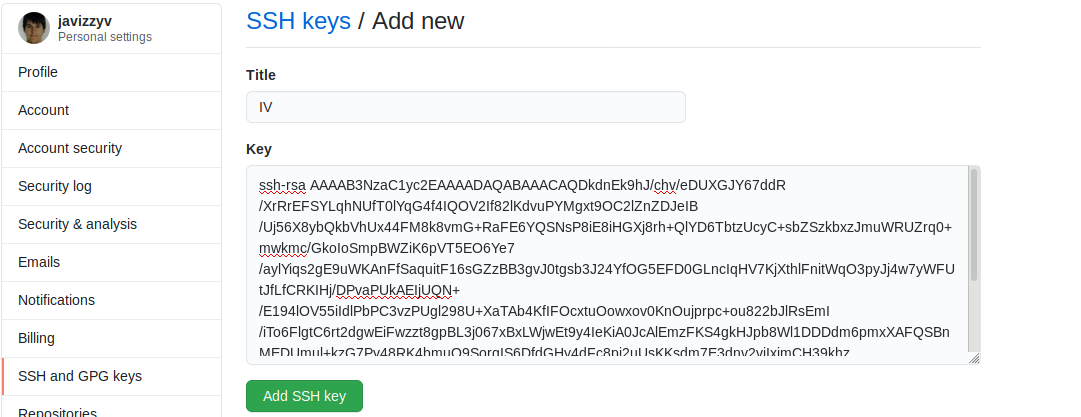 javizzyv
Personal settings
Profile
Account
Account security
Security log
Security & analysis
Emails
Notifications
Billing
SSH and GPG keys
Repositories
SSH keys / Add new
Title
IV
Key
ssh-rsa AAAAB3NzaC1yc2EAAAADAQABAAACAQDkdnEk9hJ/chv/eDUXGJY67ddR
/XrRrEFSYLqhNUfT0lYqG4f4IQOV2If82lKdvuPYMgxt9OC2lZnZDJeIB
/Uj56X8ybQkbVhUx44FM8k8vmG+RaFE6YQSNsP8iE8iHGXj8rh+QlYD6TbtzUcyC+sbZSzkbxzJmuWRUZrq0+
mwkmc/GkoIoSmpBWZiK6pVT5EO6Ye7
/aylYiqs2gE9uWKAnFfSaquitF16sGZzBB3gvJ0tgsb3J24YfOG5EFD0GLncIqHV7KjXthlFnitWqO3pyJj4w7yWFU
tJfLfCRKIHj/DPvaPUkAEIjUQN+
/E194lOV55iIdlPbPC3vzPUgl298U+XaTAb4KfIFOcxtuOowxov0KnOujprpc+ou822bJlRsEmI
/iTo6FlgtC6rt2dgwEiFwzzt8gpBL3j067xBxLWjwEt9y4IeKiA0JcAlEmzFKS4gkHJpb8Wl1DDDdm6pmxXAFQSBn
Add SSH key